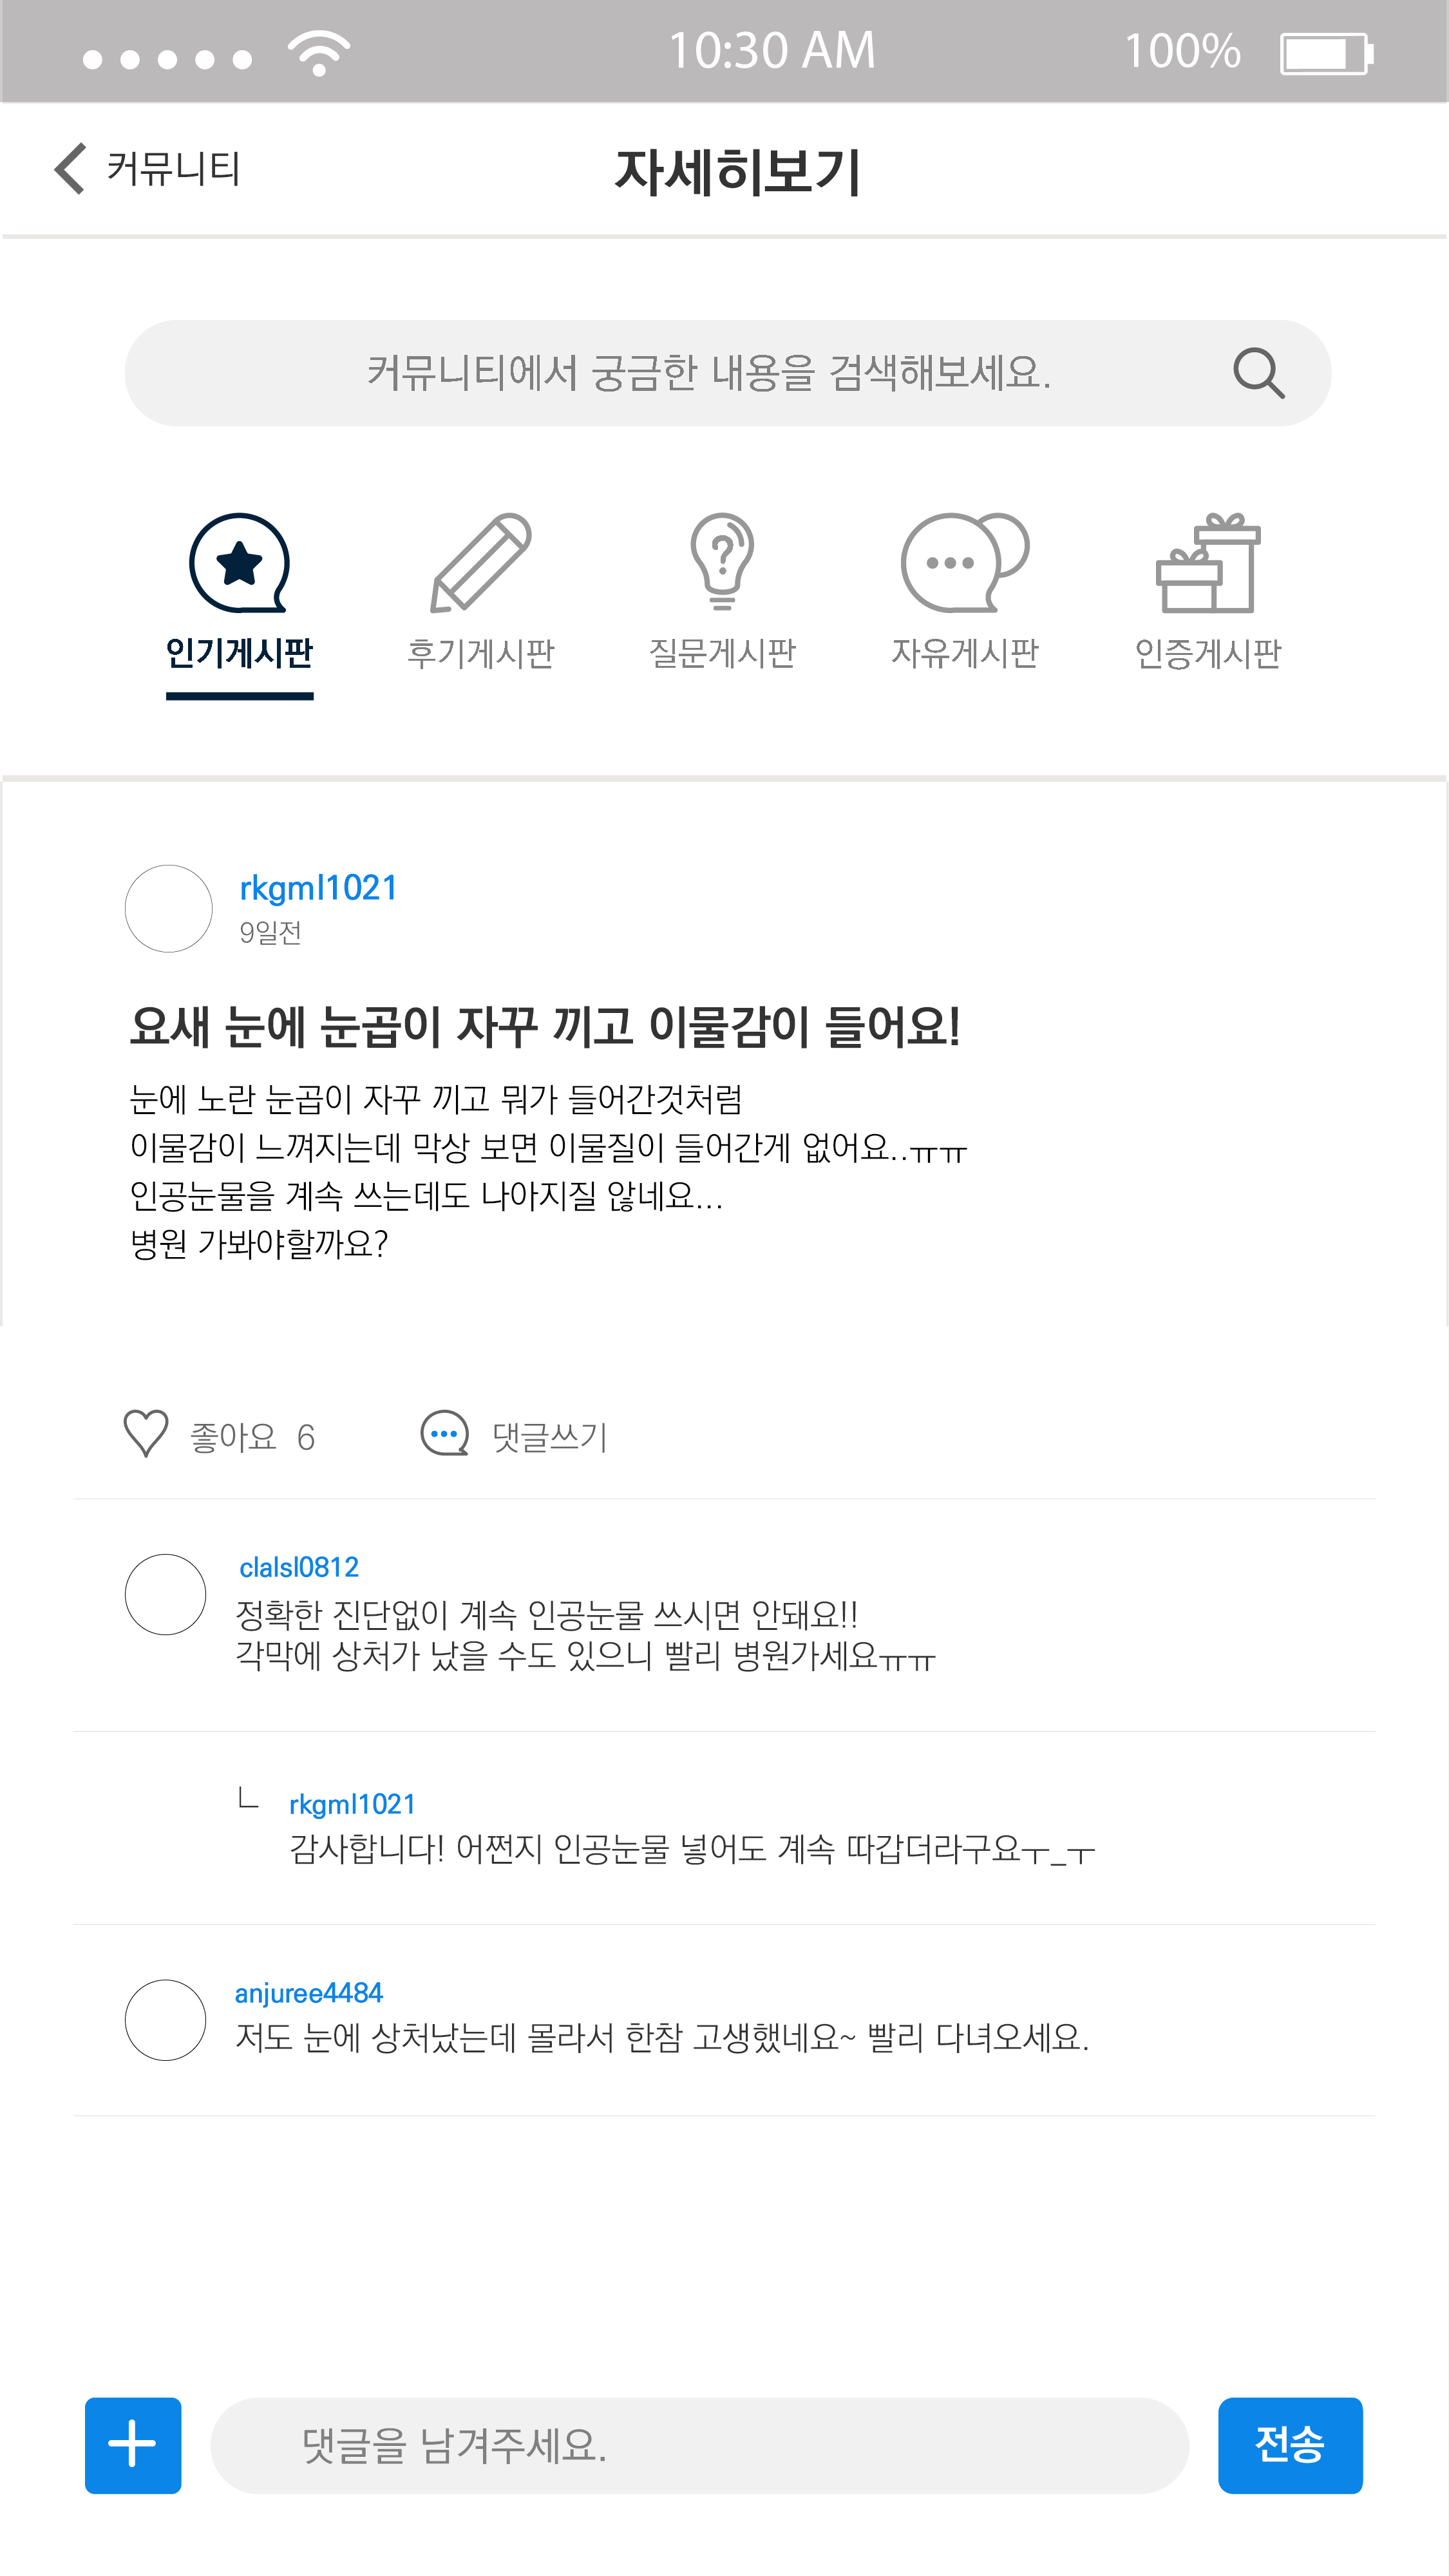 10:30 AM
100%
커뮤니티
자세히보기
커뮤니티에서 궁금한 내용을 검색해보세요.
인기게시판
후기게시판
질문게시판
자유게시판
인증게시판
rkgml1021
9일전
요새 눈에 눈곱이 자꾸 끼고 이물감이 들어요!
눈에 노란 눈곱이 자꾸 끼고 뭐가 들어간것처럼
이물감이 느껴지는데 막상 보면 이물질이 들어간게 없어요..ㅠㅠ
인공눈물을 계속 쓰는데도 나아지질 않네요...
병원 가봐야할까요?
좋아요 6
댓글쓰기
clalsl0812
정확한 진단없이 계속 인공눈물 쓰시면 안돼요!!
각막에 상처가 났을 수도 있으니 빨리 병원가세요ㅠㅠ
rkgml1021
감사합니다! 어쩐지 인공눈물 넣어도 계속 따갑더라구요ㅜ_ㅜ
anjuree4484
저도 눈에 상처났는데 몰라서 한참 고생했네요~ 빨리 다녀오세요.
댓글을 남겨주세요.
전송